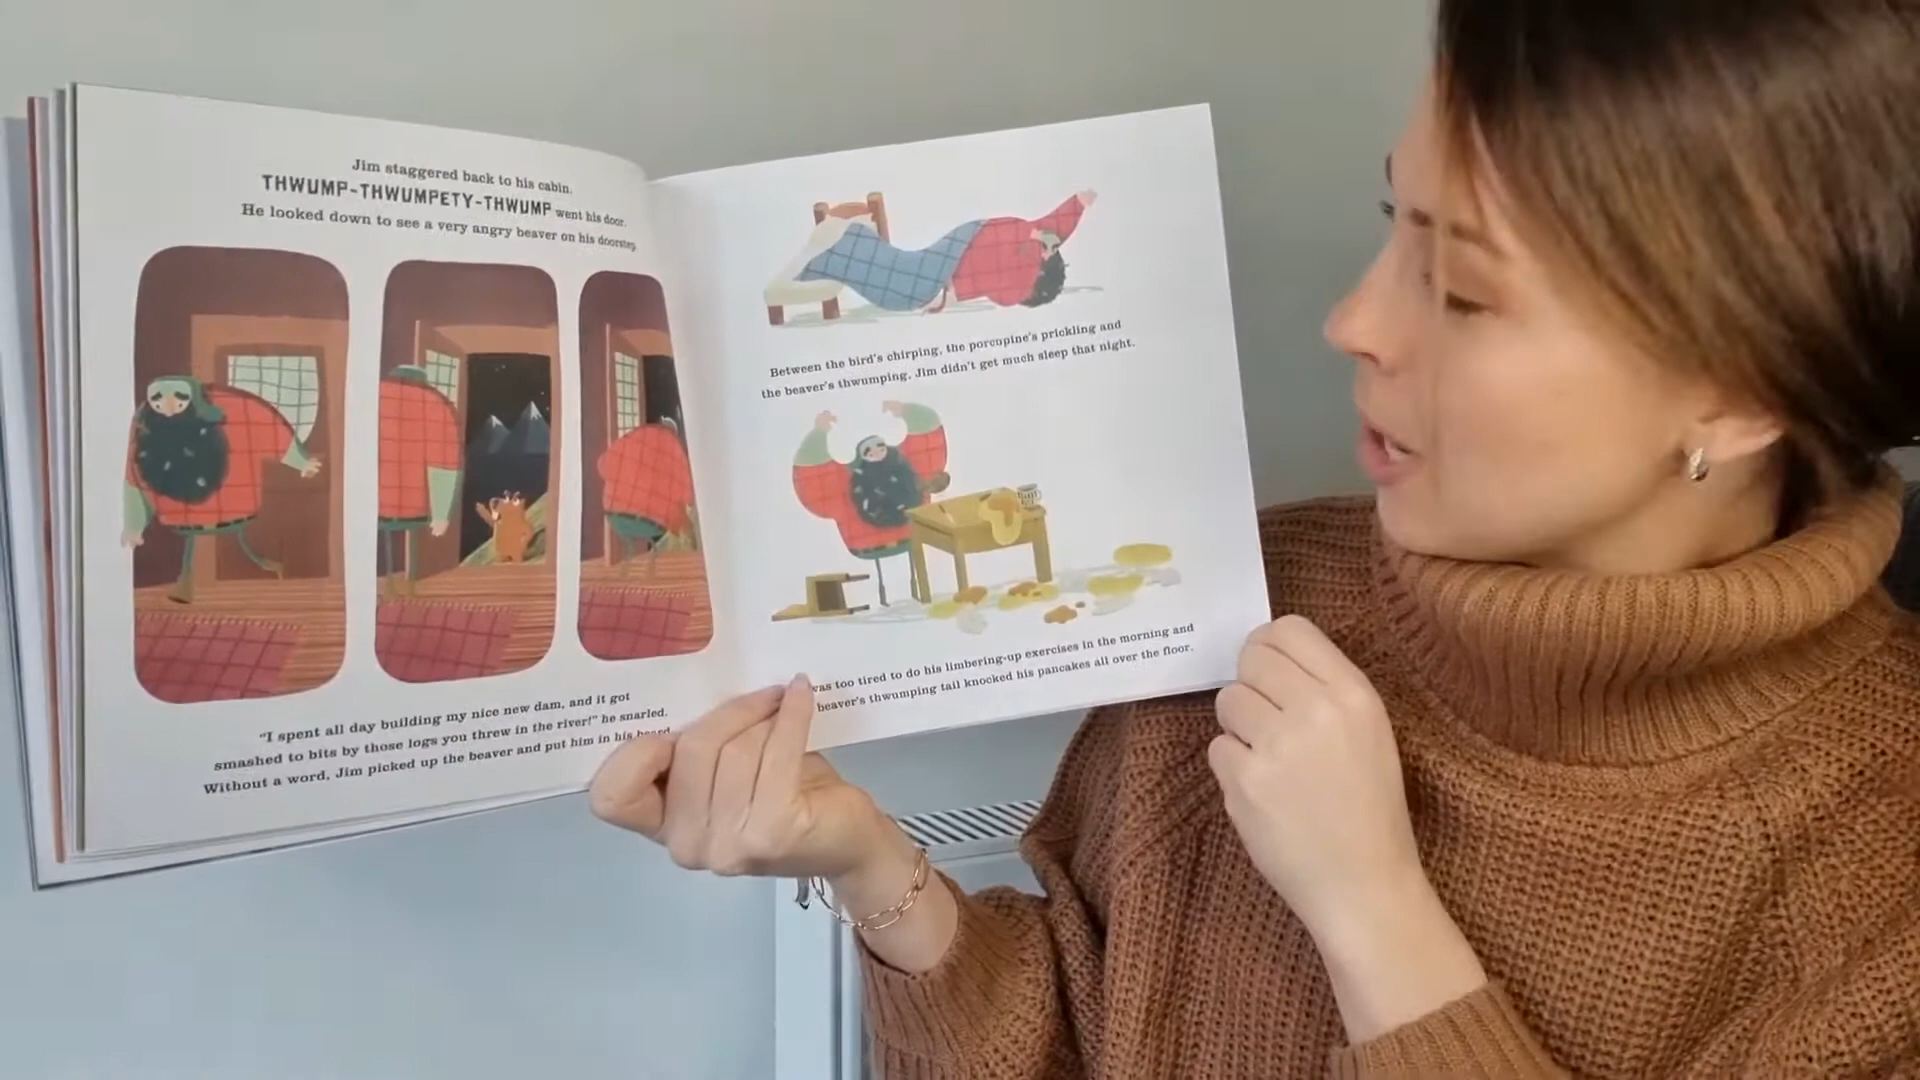 Jim staggered back to his cabin.
THWUMP-THWUMPETY-THWUMP went his door.
He looked down to see a very angry beaver on his doorstep.
"I spent all day building my nice new dam, and it got
smashed to bits by those logs you threw in the river!" he snarled.
Without a word, Jim picked up the beaver and put him in his beard.
Between the bird's chirping, the porcupine's prickling and
the beaver's thwumping, Jim didn't get much sleep that night.
was too tired to do his limbering-up exercises in the morning and
beaver's thwumping tail knocked his pancakes all over the floor.